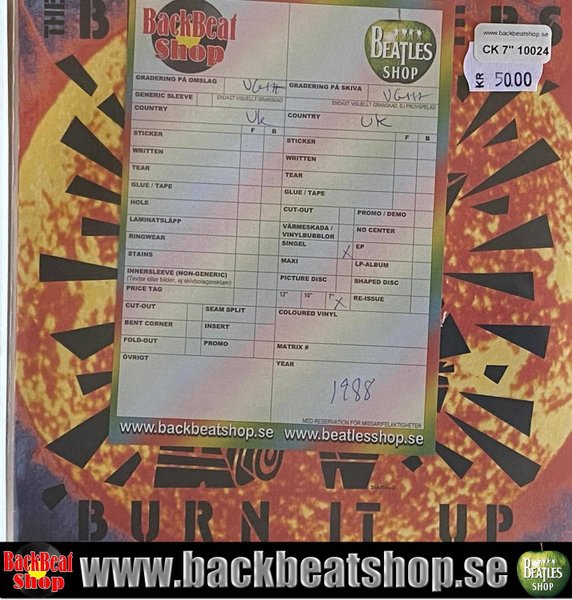 THE
B
ERS
www.backbeatshop.se
CK 7" 10024
KR 50.00
BackBeat Shop
BEATLES SHOP
GRADERING PÅ OMSLAG VG++
GRADERING PÅ SKIVA VG++
GENERIC SLEEVE ENDAST VISUELLT GRANSKAD
ENDAST VISUELLT GRANSKAD, EJ PROVSPELAD
COUNTRY UK
COUNTRY UK
F B
F B
STICKER
STICKER
WRITTEN
WRITTEN
TEAR
TEAR
GLUE / TAPE
GLUE / TAPE
HOLE
CUT-OUT
PROMO / DEMO
LAMINATSLÄPP
VÄRMESKADA / VINYLBUBBLOR
NO CENTER
RINGWEAR
SINGEL X
EP
STAINS
MAXI
LP-ALBUM
INNERSLEEVE (NON-GENERIC)
(Texter eller bilder, ej skivbolagsreklam)
PICTURE DISC
SHAPED DISC
PRICE TAG
12" 10" 7" X
RE-ISSUE
CUT-OUT
SEAM SPLIT
COLOURED VINYL
BENT CORNER
INSERT
FOLD-OUT
PROMO
MATRIX #
ÖVRIGT
YEAR
1988
MED RESERVATION FÖR MISSAR/FELAKTIGHETER
www.backbeatshop.se www.beatlesshop.se
BURN IT UP
BackBeat Shop
www.backbeatshop.se
BEATLES SHOP